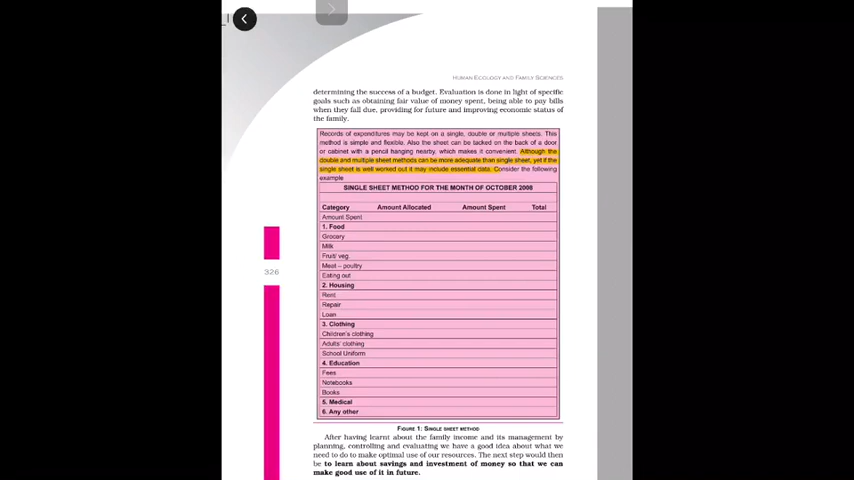 HUMAN ECOLOGY AND FAMILY SCIENCES
determining the success of a budget. Evaluation is done in light of specific
goals such as obtaining fair value of money spent, being able to pay bills
when they fall due, providing for future and improving economic status of
the family.
Records of expenditures may be kept on a single, double or multiple sheets. This
method is simple and flexible. Also the sheet can be tacked on the back of a door
or cabinet with a pencil hanging nearby, which makes it convenient. Although the
double and multiple sheet methods can be more adequate than single sheet, yet if the
single sheet is well worked out it may include essential data. Consider the following
example
SINGLE SHEET METHOD FOR THE MONTH OF OCTOBER 2008
Category Amount Allocated Amount Spent Total
Amount Spent
1. Food
Grocery
Milk
Fruit/ veg.
Meat – poultry
Eating out
326
2. Housing
Rent
Repair
Loan
3. Clothing
Children's clothing
Adults' clothing
School Uniform
4. Education
Fees
Notebooks
Books
5. Medical
6. Any other
FIGURE 1: SINGLE SHEET METHOD
After having learnt about the family income and its management by
planning, controlling and evaluating we have a good idea about what we
need to do to make optimal use of our resources. The next step would then
be to learn about savings and investment of money so that we can
make good use of it in future.